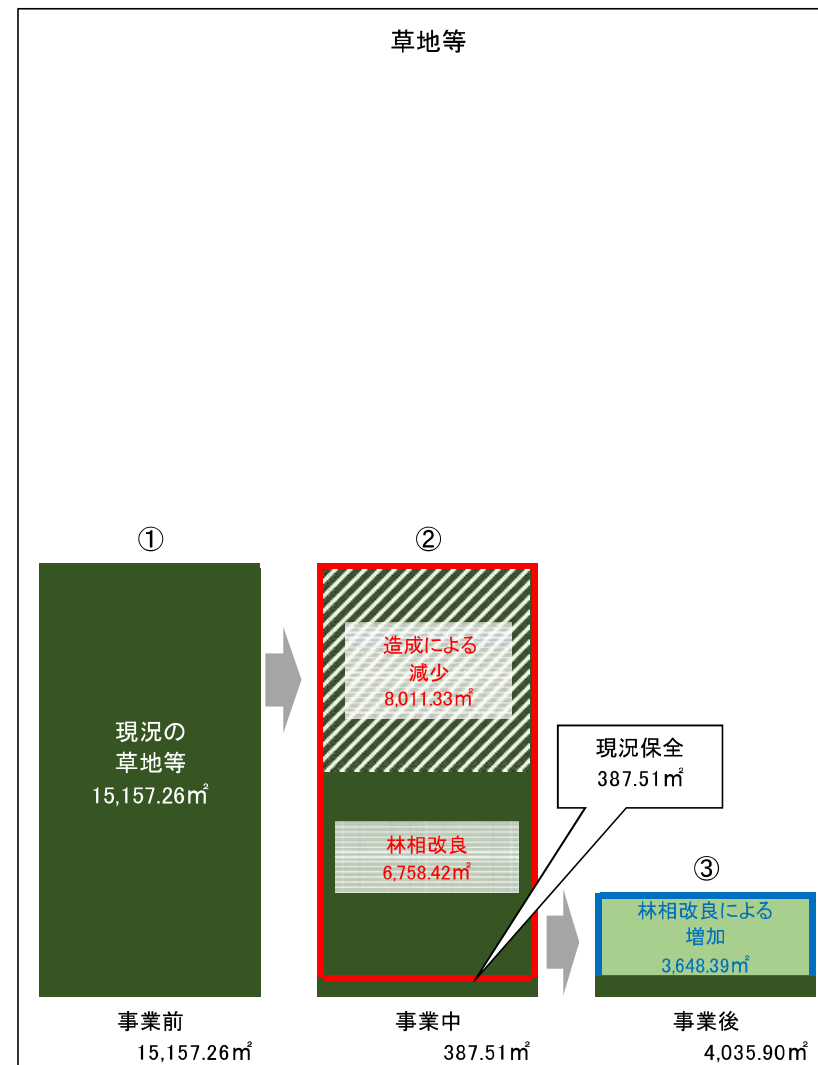 草地等
①
②
造成による
減少
8,011.33㎡
現況の
草地等
15,157.26㎡
現況保全
387.51㎡
林相改良
6,758.42㎡
③
林相改良による
増加
3,648.39㎡
事業前
15,157.26㎡
事業中
387.51㎡
事業後
4,035.90㎡